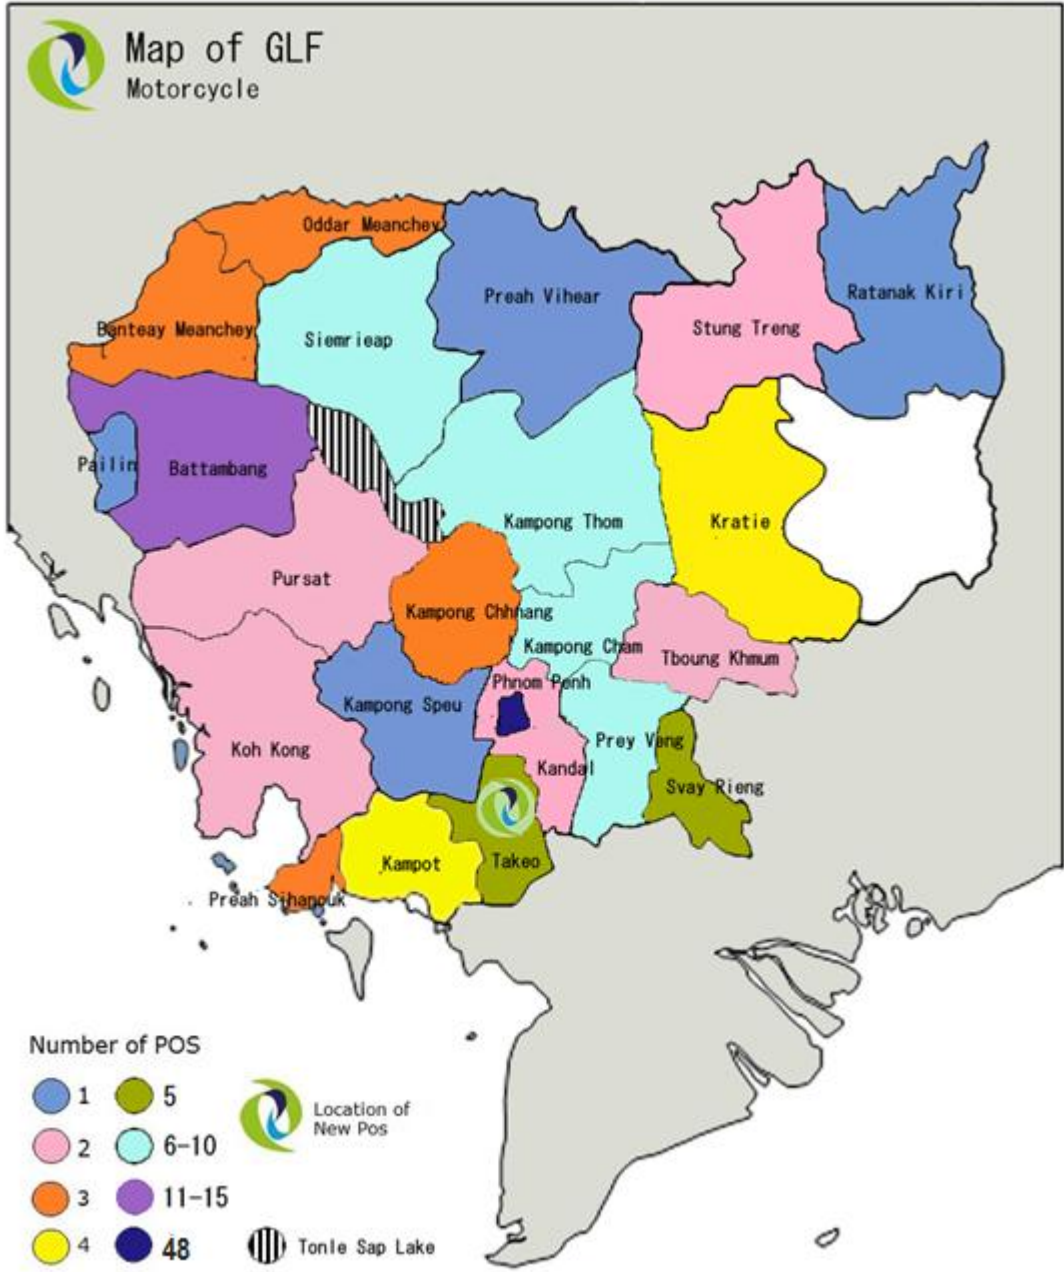 Map of GLF
Motorcycle
Oddar Meanchey
Banteay Meanchey
Siemrieap
Preah Vihear
Stung Treng
Ratanak Kiri
Pailin
Battambang
Kampong Thom
Kratie
Pursat
Kampong Chhnang
Kampong Cham
Tboung Khmum
Phnom Penh
Kampong Speu
Koh Kong
Prey Veng
Kandal
Svay Rieng
Takeo
Kampot
Preah Sihanouk
Number of POS
1
5
2
6-10
3
11-15
4
48
Location of
New Pos
Tonle Sap Lake